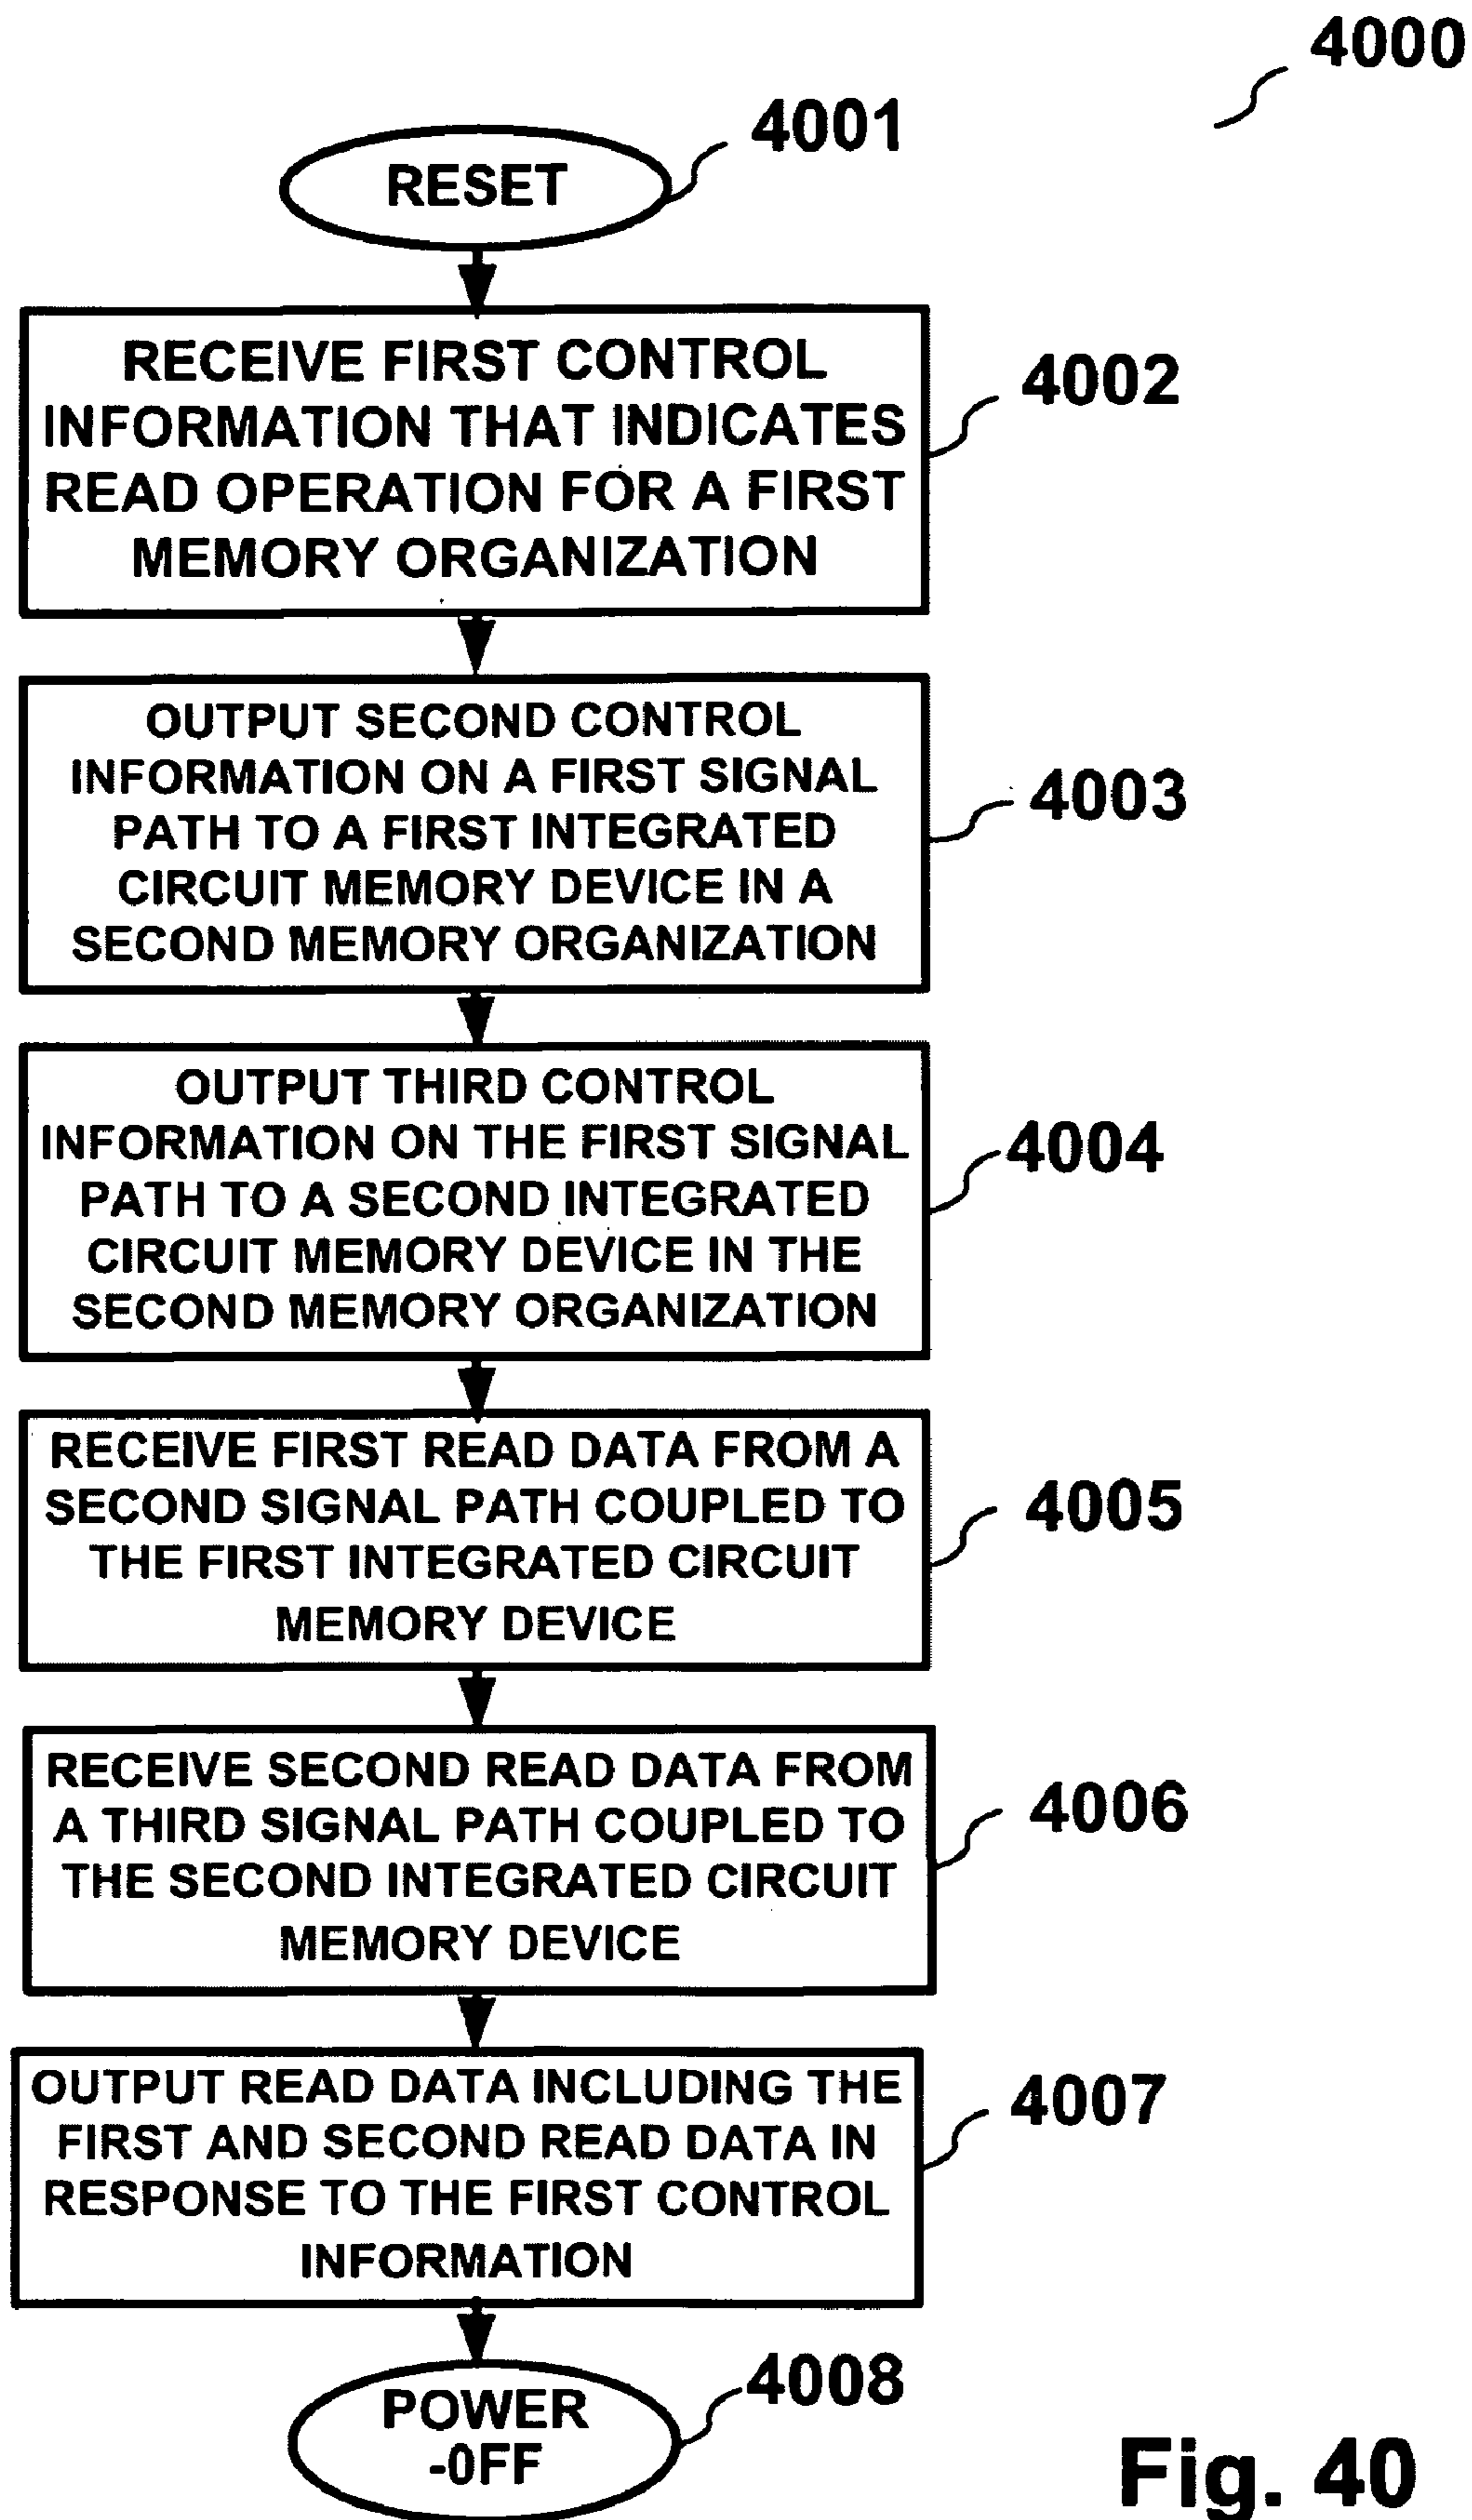 4000
4001
RESET
RECEIVE FIRST CONTROL
INFORMATION THAT INDICATES
READ OPERATION FOR A FIRST
MEMORY ORGANIZATION
4002
OUTPUT SECOND CONTROL
INFORMATION ON A FIRST SIGNAL
PATH TO A FIRST INTEGRATED
CIRCUIT MEMORY DEVICE IN A
SECOND MEMORY ORGANIZATION
4003
OUTPUT THIRD CONTROL
INFORMATION ON THE FIRST SIGNAL
PATH TO A SECOND INTEGRATED
CIRCUIT MEMORY DEVICE IN THE
SECOND MEMORY ORGANIZATION
4004
RECEIVE FIRST READ DATA FROM A
SECOND SIGNAL PATH COUPLED TO
THE FIRST INTEGRATED CIRCUIT
MEMORY DEVICE
4005
RECEIVE SECOND READ DATA FROM
A THIRD SIGNAL PATH COUPLED TO
THE SECOND INTEGRATED CIRCUIT
MEMORY DEVICE
4006
OUTPUT READ DATA INCLUDING THE
FIRST AND SECOND READ DATA IN
RESPONSE TO THE FIRST CONTROL
INFORMATION
4007
POWER
-OFF
4008
Fig. 40